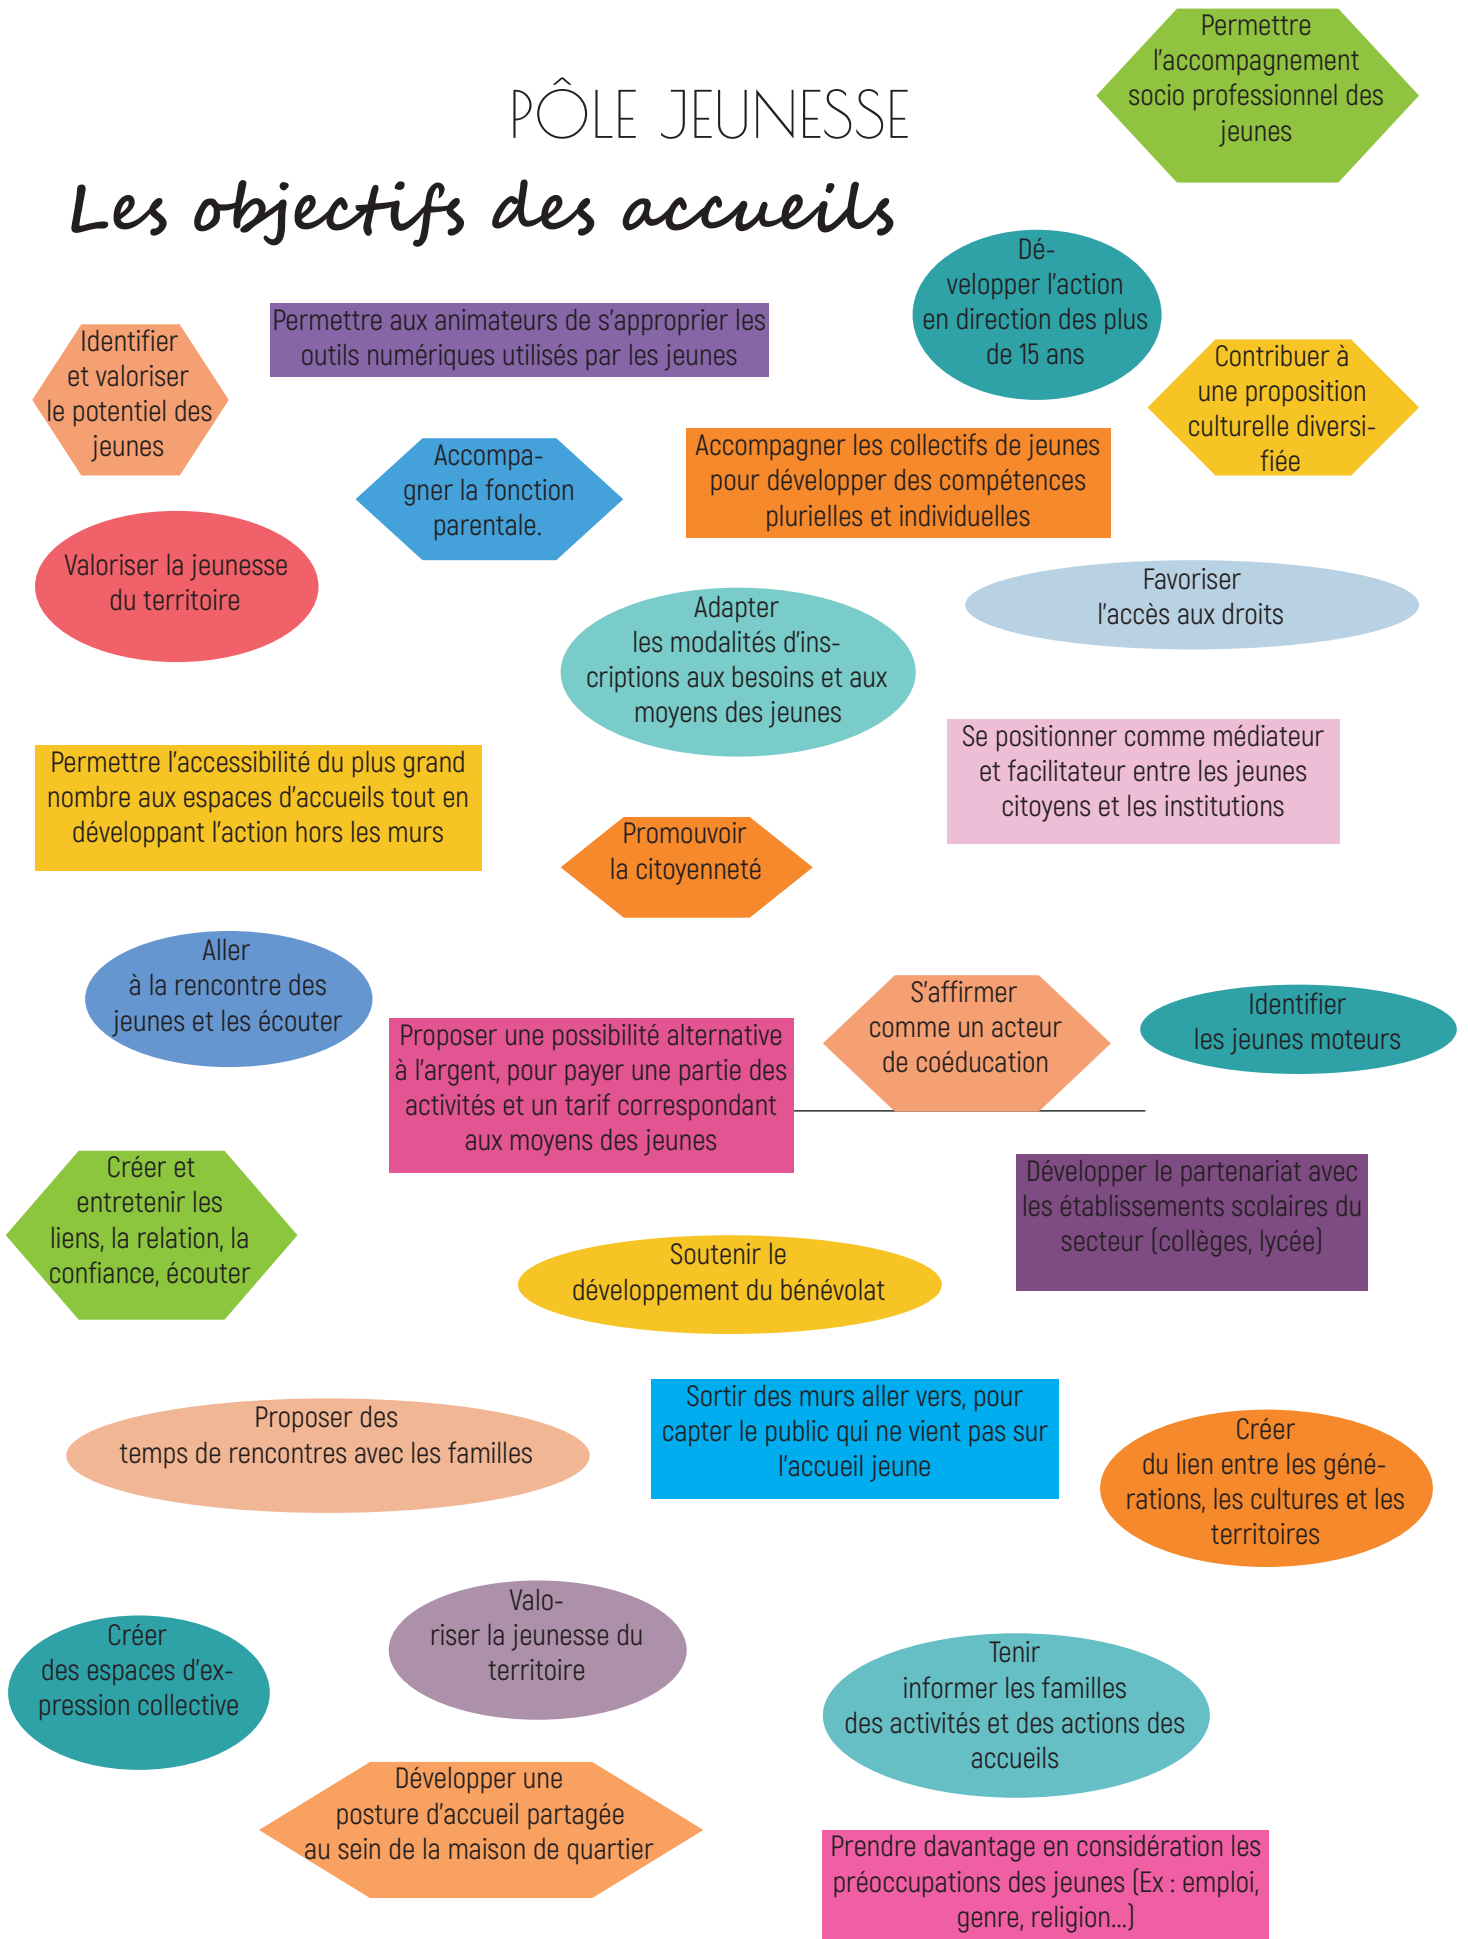 Permettre
l'accompagnement
socio professionnel des
jeunes
PÔLE JEUNESSE
Les objectifs des accueils
Dé-
velopper l'action
en direction des plus
de 15 ans
Permettre aux animateurs de s'approprier les
outils numériques utilisés par les jeunes
Identifier
et valoriser
le potentiel des
jeunes
Contribuer à
une proposition
culturelle diversi-
fiée
Accompa-
gner la fonction
parentale.
Accompagner les collectifs de jeunes
pour développer des compétences
plurielles et individuelles
Valoriser la jeunesse
du territoire
Favoriser
l'accès aux droits
Adapter
les modalités d'ins-
criptions aux besoins et aux
moyens des jeunes
Se positionner comme médiateur
et facilitateur entre les jeunes
citoyens et les institutions
Permettre l'accessibilité du plus grand
nombre aux espaces d'accueils tout en
développant l'action hors les murs
Promouvoir
la citoyenneté
Aller
à la rencontre des
jeunes et les écouter
S'affirmer
comme un acteur
de coéducation
Identifier
les jeunes moteurs
Proposer une possibilité alternative
à l'argent, pour payer une partie des
activités et un tarif correspondant
aux moyens des jeunes
Créer et
entretenir les
liens, la relation, la
confiance, écouter
Développer le partenariat avec
les établissements scolaires du
secteur (collèges, lycée)
Soutenir le
développement du bénévolat
Proposer des
temps de rencontres avec les familles
Sortir des murs aller vers, pour
capter le public qui ne vient pas sur
l'accueil jeune
Créer
du lien entre les géné-
rations, les cultures et les
territoires
Valo-
riser la jeunesse du
territoire
Créer
des espaces d'ex-
pression collective
Tenir
informer les familles
des activités et des actions des
accueils
Développer une
posture d'accueil partagée
au sein de la maison de quartier
Prendre davantage en considération les
préoccupations des jeunes (Ex : emploi,
genre, religion...)